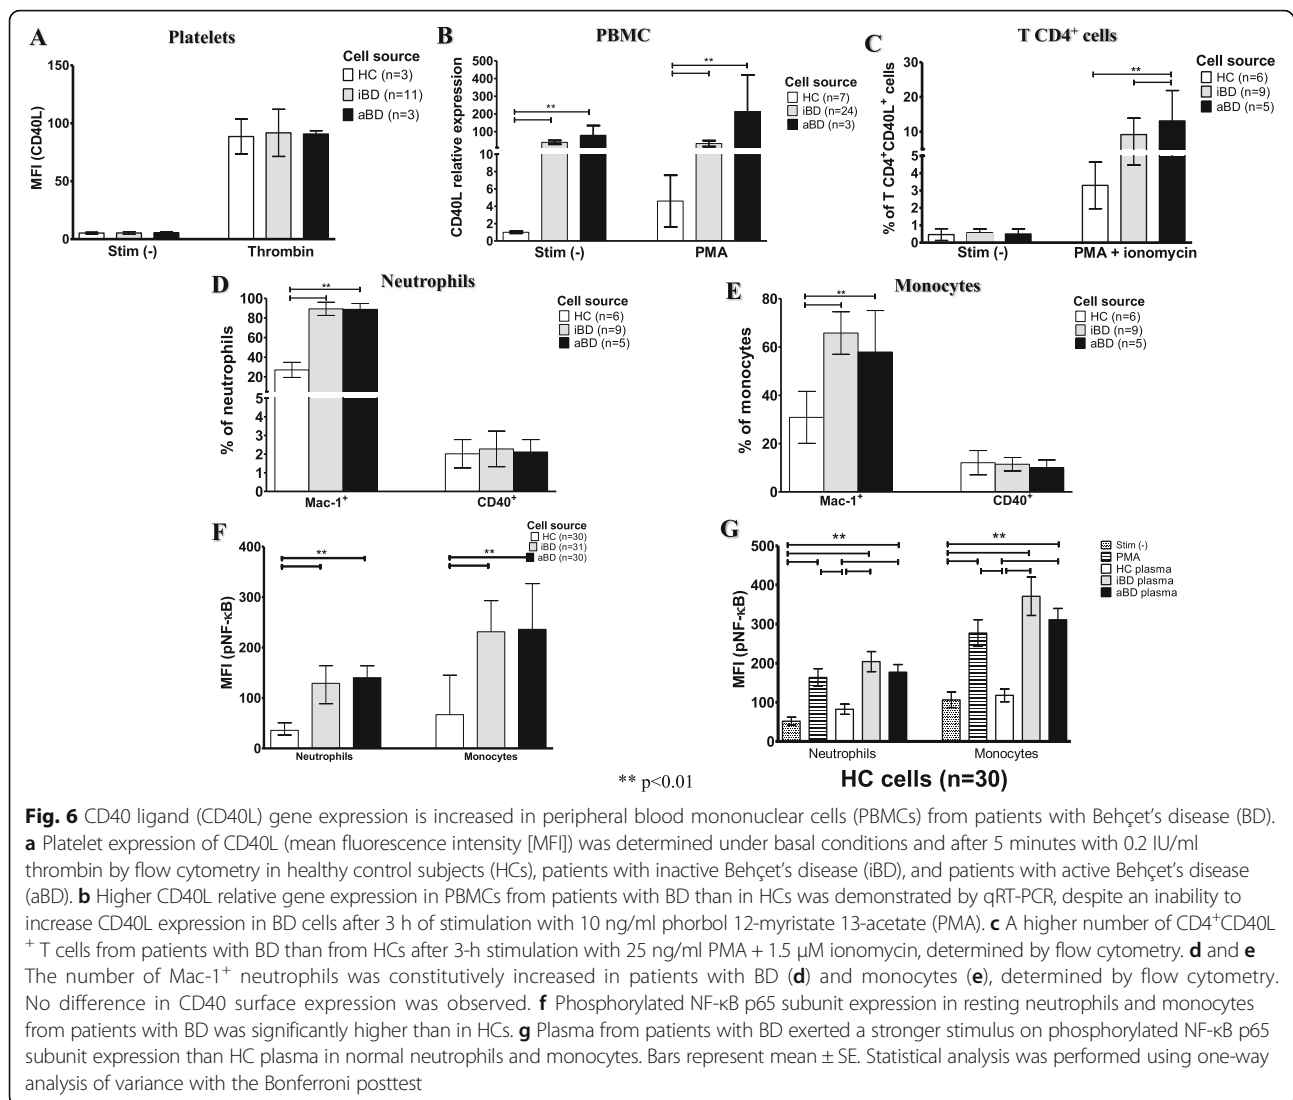 A
Platelets
Cell source
HC (n=3)
iBD (n=11)
aBD (n=3)
MFI (CD40L)
150
100
50
0
Stim (-)
Thrombin
B
PBMC
Cell source
HC (n=7)
iBD (n=24)
aBD (n=3)
CD40L relative expression
500
400
300
200
100
10
8
6
4
2
0
**
**
Stim (-)
PMA
C
T CD4⁺ cells
Cell source
HC (n=6)
iBD (n=9)
aBD (n=5)
% of T CD4⁺CD40L⁺ cells
30
20
10
5
4
3
2
1
0
**
Stim (-)
PMA + ionomycin
D
Neutrophils
Cell source
HC (n=6)
iBD (n=9)
aBD (n=5)
% of neutrophils
100
80
60
40
20
5
4
3
2
1
0
**
Mac-1⁺
CD40⁺
E
Monocytes
Cell source
HC (n=6)
iBD (n=9)
aBD (n=5)
% of monocytes
80
60
40
20
0
**
Mac-1⁺
CD40⁺
F
Cell source
HC (n=30)
iBD (n=31)
aBD (n=30)
MFI (pNF-κB)
400
300
200
100
0
**
**
Neutrophils
Monocytes
G
Stim (-)
PMA
HC plasma
iBD plasma
aBD plasma
MFI (pNF-κB)
500
400
300
200
100
0
**
**
Neutrophils
Monocytes
** p<0.01
HC cells (n=30)
Fig. 6 CD40 ligand (CD40L) gene expression is increased in peripheral blood mononuclear cells (PBMCs) from patients with Behçet's disease (BD).
a Platelet expression of CD40L (mean fluorescence intensity [MFI]) was determined under basal conditions and after 5 minutes with 0.2 IU/ml
thrombin by flow cytometry in healthy control subjects (HCs), patients with inactive Behçet's disease (iBD), and patients with active Behçet's disease
(aBD). b Higher CD40L relative gene expression in PBMCs from patients with BD than in HCs was demonstrated by qRT-PCR, despite an inability to
increase CD40L expression in BD cells after 3 h of stimulation with 10 ng/ml phorbol 12-myristate 13-acetate (PMA). c A higher number of CD4⁺CD40L
⁺ T cells from patients with BD than from HCs after 3-h stimulation with 25 ng/ml PMA + 1.5 μM ionomycin, determined by flow cytometry. d and e
The number of Mac-1⁺ neutrophils was constitutively increased in patients with BD (d) and monocytes (e), determined by flow cytometry.
No difference in CD40 surface expression was observed. f Phosphorylated NF-κB p65 subunit expression in resting neutrophils and monocytes
from patients with BD was significantly higher than in HCs. g Plasma from patients with BD exerted a stronger stimulus on phosphorylated NF-κB p65
subunit expression than HC plasma in normal neutrophils and monocytes. Bars represent mean ± SE. Statistical analysis was performed using one-way
analysis of variance with the Bonferroni posttest